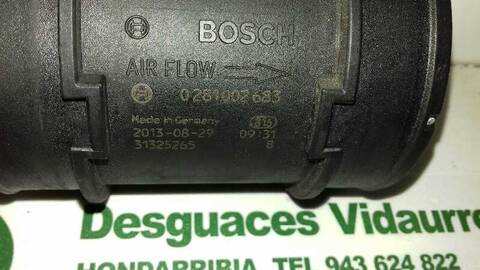 BOSCH
AIR FLOW
0 281 002 683
Made in Germany
2013-08-29 09:31
31325265 8
Desguaces Vidaurre
HONDARRIBIA Tel. 943 624 822